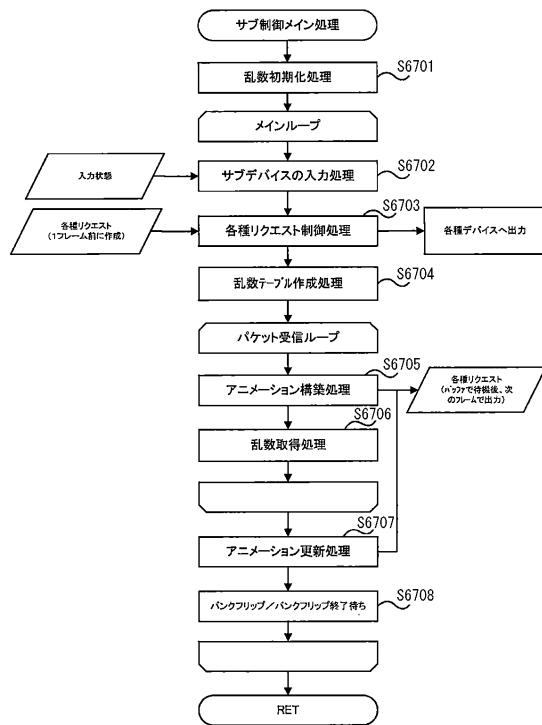 サブ制御メイン処理
S6701
乱数初期化処理
メインループ
S6702
入力状態
サブデバイスの入力処理
S6703
各種リクエスト
(1フレーム前に作成)
各種リクエスト制御処理
各種デバイスへ出力
S6704
乱数テーブル作成処理
パケット受信ループ
S6705
アニメーション構築処理
各種リクエスト
(バッファで待機後、次
のフレームで出力)
S6706
乱数取得処理
S6707
アニメーション更新処理
S6708
バンクフリップ/バンクフリップ終了待ち
RET